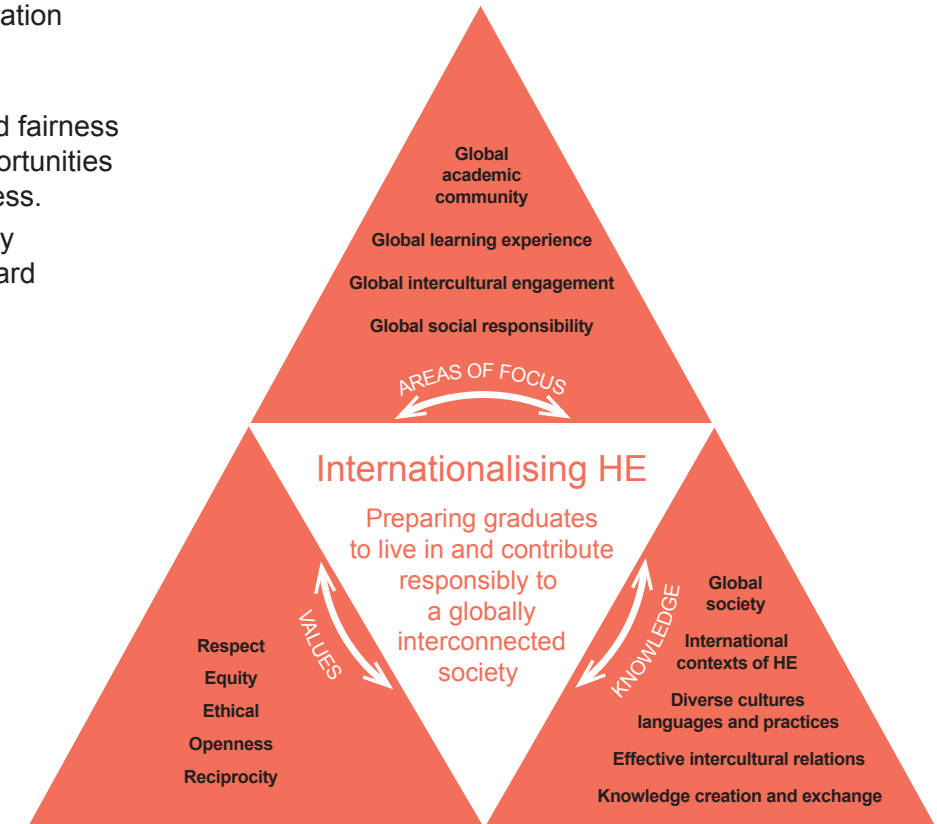 ation
d fairness
ortunities
ess.
y
ard
Global
academic
community
Global learning experience
Global intercultural engagement
Global social responsibility
AREAS OF FOCUS
Internationalising HE
Preparing graduates
to live in and contribute
responsibly to
a globally
interconnected
society
VALUES
Respect
Equity
Ethical
Openness
Reciprocity
KNOWLEDGE
Global
society
International
contexts of HE
Diverse cultures
languages and practices
Effective intercultural relations
Knowledge creation and exchange